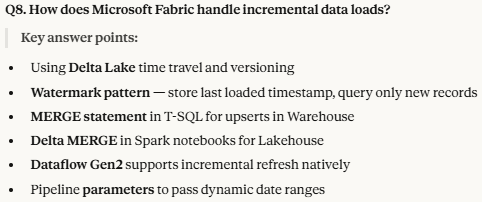 Q8. How does Microsoft Fabric handle incremental data loads?
Key answer points:
• Using Delta Lake time travel and versioning
• Watermark pattern — store last loaded timestamp, query only new records
• MERGE statement in T-SQL for upserts in Warehouse
• Delta MERGE in Spark notebooks for Lakehouse
• Dataflow Gen2 supports incremental refresh natively
• Pipeline parameters to pass dynamic date ranges